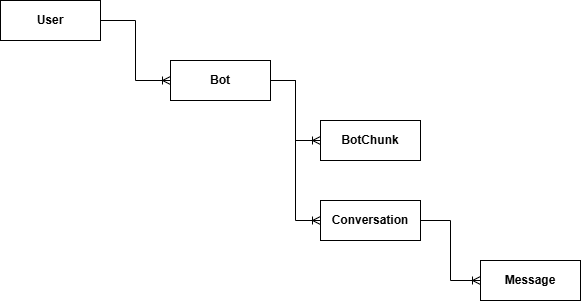 User
Bot
BotChunk
Conversation
Message